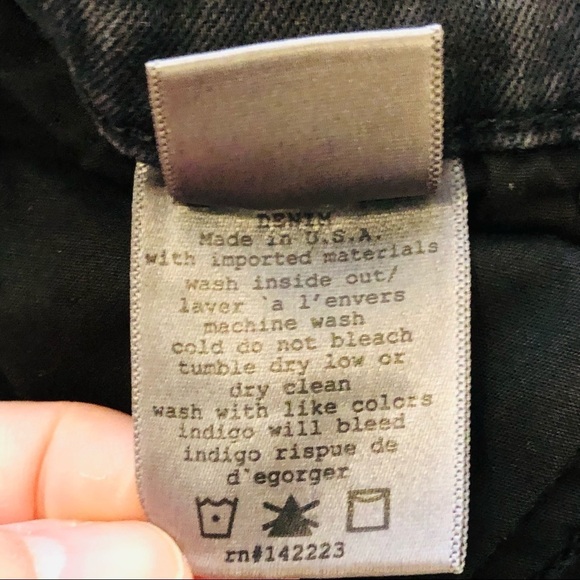 DENIM
Made in U.S.A.
with imported materials
wash inside out/
laver `a l'envers
machine wash
cold do not bleach
tumble dry low or
dry clean
wash with like colors
indigo will bleed
indigo rispue de
d`egorger
rn#142223